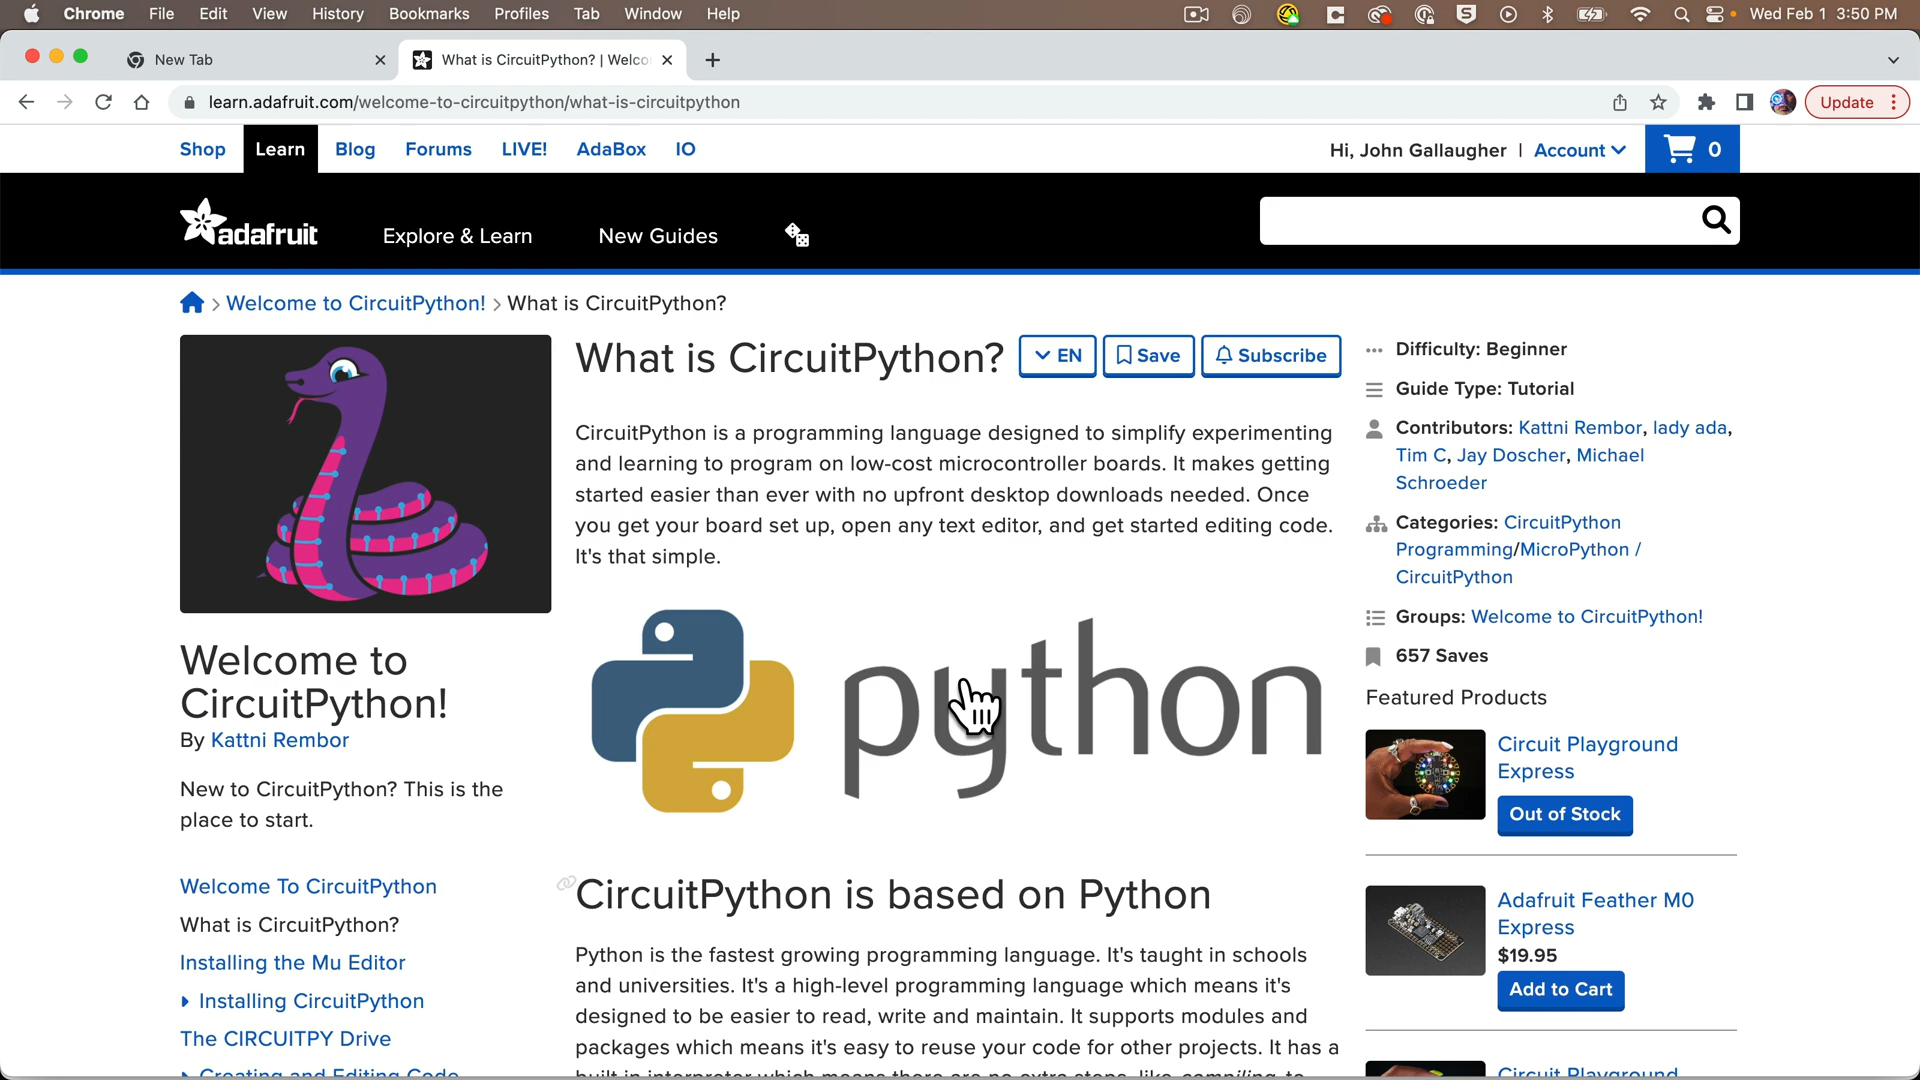 Chrome File Edit View History Bookmarks Profiles Tab Window Help Wed Feb 1 3:50 PM
New Tab What is CircuitPython? | Welco
learn.adafruit.com/welcome-to-circuitpython/what-is-circuitpython Update
Shop Learn Blog Forums LIVE! AdaBox IO Hi, John Gallaugher | Account 0
adafruit Explore & Learn New Guides
Welcome to CircuitPython! > What is CircuitPython?
What is CircuitPython? EN Save Subscribe
CircuitPython is a programming language designed to simplify experimenting
and learning to program on low-cost microcontroller boards. It makes getting
started easier than ever with no upfront desktop downloads needed. Once
you get your board set up, open any text editor, and get started editing code.
It's that simple.
python
CircuitPython is based on Python
Python is the fastest growing programming language. It's taught in schools
and universities. It's a high-level programming language which means it's
designed to be easier to read, write and maintain. It supports modules and
packages which means it's easy to reuse your code for other projects. It has a
built in interpreter which means there are no extra steps, like compiling, to
Welcome to
CircuitPython!
By Kattni Rembor
New to CircuitPython? This is the
place to start.
Welcome To CircuitPython
What is CircuitPython?
Installing the Mu Editor
Installing CircuitPython
The CIRCUITPY Drive
Creating and Editing Code
Difficulty: Beginner
Guide Type: Tutorial
Contributors: Kattni Rembor, lady ada,
Tim C, Jay Doscher, Michael
Schroeder
Categories: CircuitPython
Programming/MicroPython /
CircuitPython
Groups: Welcome to CircuitPython!
657 Saves
Featured Products
Circuit Playground
Express
Out of Stock
Adafruit Feather M0
Express
$19.95
Add to Cart
Circuit Playground